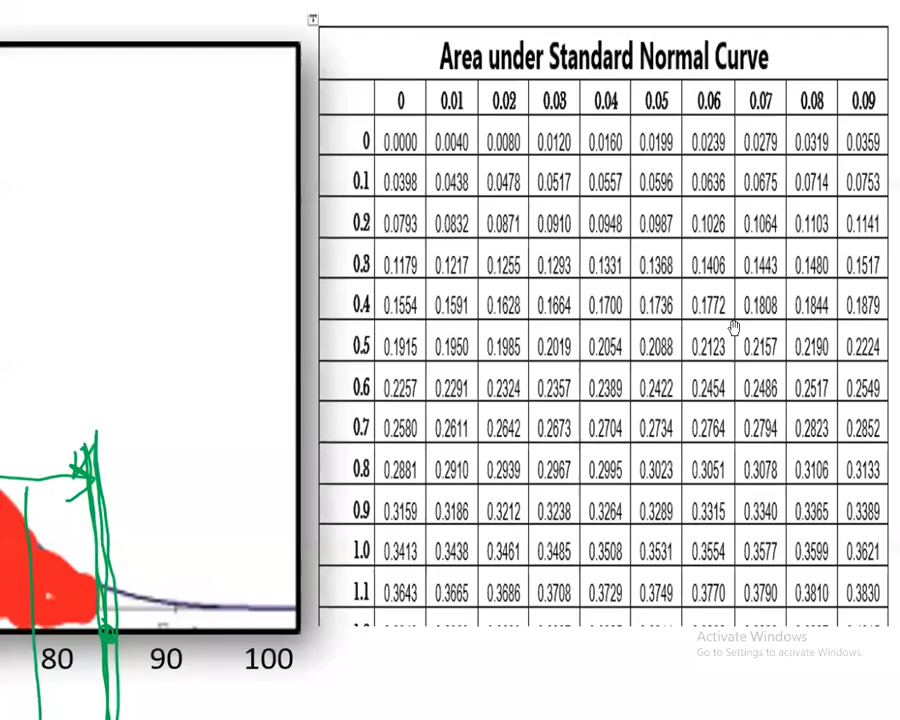 Area under Standard Normal Curve
0 0.01 0.02 0.03 0.04 0.05 0.06 0.07 0.08 0.09
0 0.0000 0.0040 0.0080 0.0120 0.0160 0.0199 0.0239 0.0279 0.0319 0.0359
0.1 0.0398 0.0438 0.0478 0.0517 0.0557 0.0596 0.0636 0.0675 0.0714 0.0753
0.2 0.0793 0.0832 0.0871 0.0910 0.0948 0.0987 0.1026 0.1064 0.1103 0.1141
0.3 0.1179 0.1217 0.1255 0.1293 0.1331 0.1368 0.1406 0.1443 0.1480 0.1517
0.4 0.1554 0.1591 0.1628 0.1664 0.1700 0.1736 0.1772 0.1808 0.1844 0.1879
0.5 0.1915 0.1950 0.1985 0.2019 0.2054 0.2088 0.2123 0.2157 0.2190 0.2224
0.6 0.2257 0.2291 0.2324 0.2357 0.2389 0.2422 0.2454 0.2486 0.2517 0.2549
0.7 0.2580 0.2611 0.2642 0.2673 0.2704 0.2734 0.2764 0.2794 0.2823 0.2852
0.8 0.2881 0.2910 0.2939 0.2967 0.2995 0.3023 0.3051 0.3078 0.3106 0.3133
0.9 0.3159 0.3186 0.3212 0.3238 0.3264 0.3289 0.3315 0.3340 0.3365 0.3389
1.0 0.3413 0.3438 0.3461 0.3485 0.3508 0.3531 0.3554 0.3577 0.3599 0.3621
1.1 0.3643 0.3665 0.3686 0.3708 0.3729 0.3749 0.3770 0.3790 0.3810 0.3830
80 90 100
Activate Windows
Go to Settings to activate Windows.